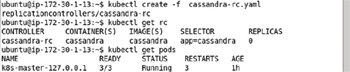 ubuntu@ip-172-30-1-13:~$ kubectl create -f  cassandra-rc.yaml
replicationcontrollers/cassandra-rc
ubuntu@ip-172-30-1-13:~$ kubectl get rc
CONTROLLER     CONTAINER(S)   IMAGE(S)    SELECTOR        REPLICAS
cassandra-rc   cassandra      cassandra   app=cassandra   0
ubuntu@ip-172-30-1-13:~$ kubectl get pods
NAME                   READY     STATUS    RESTARTS   AGE
k8s-master-127.0.0.1   3/3       Running   3          1h